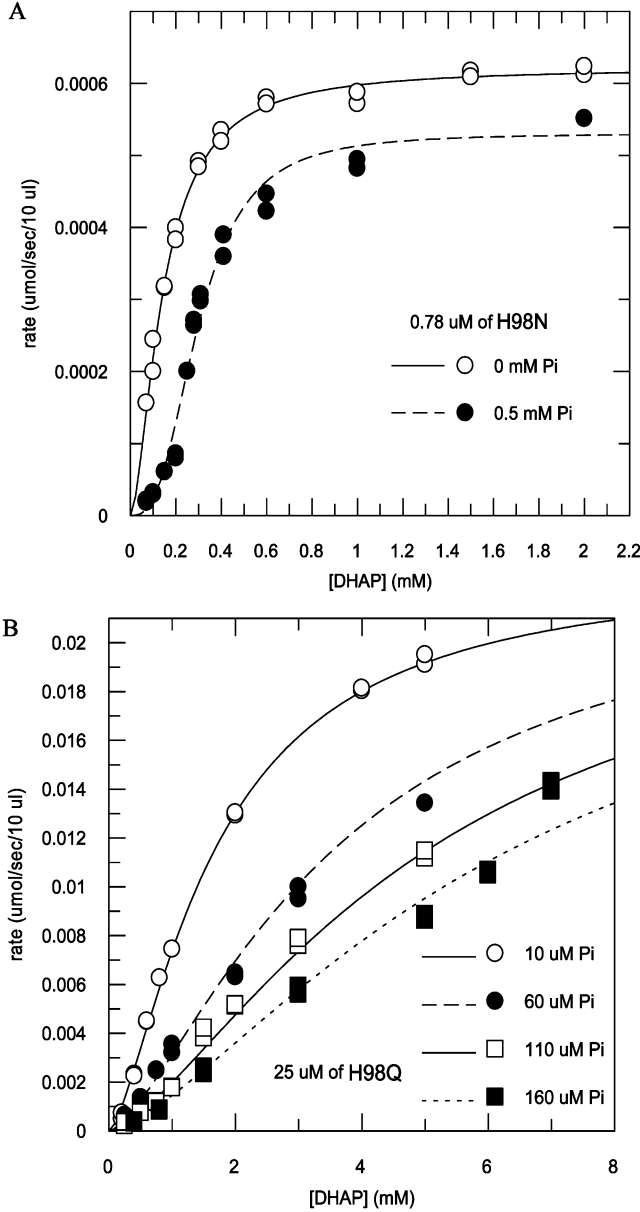 A
0.0006
0.0004
0.0002
0
rate (umol/sec/10 ul)
0.78 uM of H98N
0 mM Pi
0.5 mM Pi
0 0.2 0.4 0.6 0.8 1 1.2 1.4 1.6 1.8 2 2.2
[DHAP] (mM)
B
0.02
0.018
0.016
0.014
0.012
0.01
0.008
0.006
0.004
0.002
0
rate (umol/sec/10 ul)
10 uM Pi
60 uM Pi
110 uM Pi
160 uM Pi
25 uM of H98Q
0 2 4 6 8
[DHAP] (mM)